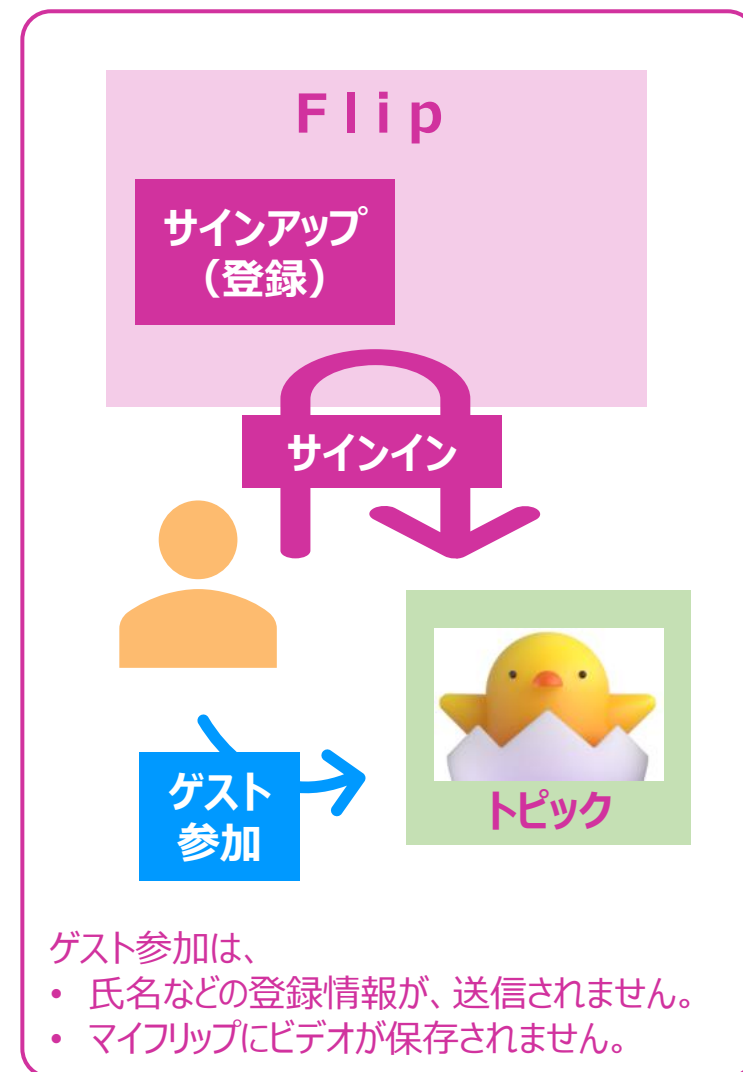 Flip
サインアップ
（登録）
サインイン
トピック
ゲスト
参加
ゲスト参加は、
• 氏名などの登録情報が、送信されません。
• マイフリップにビデオが保存されません。